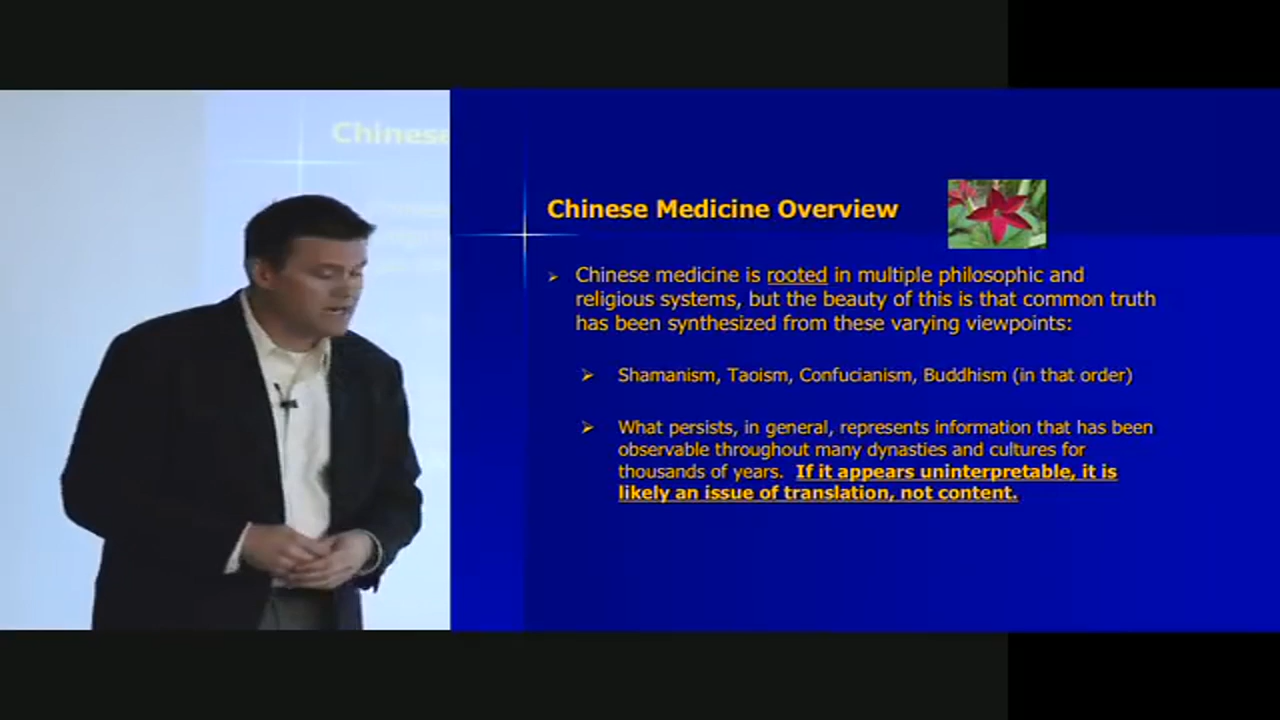 Chinese
Chinese Medicine Overview
Chinese medicine is rooted in multiple philosophic and
religious systems, but the beauty of this is that common truth
has been synthesized from these varying viewpoints:
Shamanism, Taoism, Confucianism, Buddhism (in that order)
What persists, in general, represents information that has been
observable throughout many dynasties and cultures for
thousands of years. If it appears uninterpretable, it is
likely an issue of translation, not content.